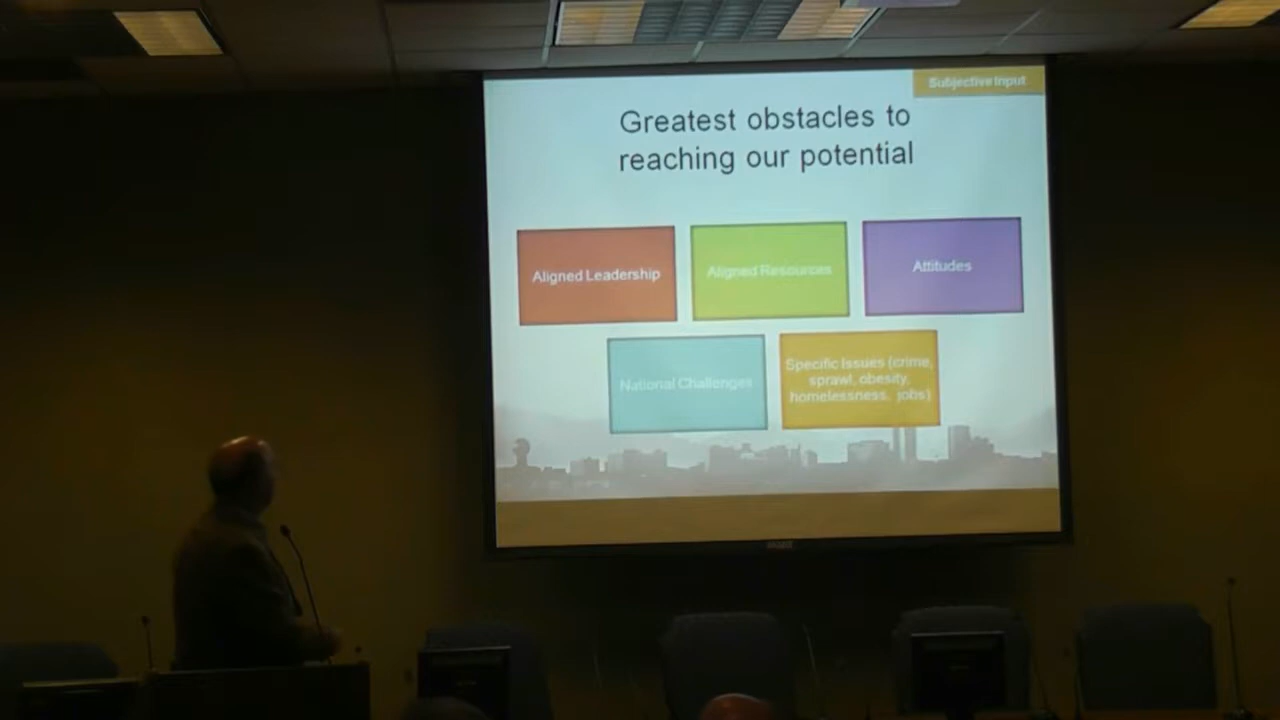 Subjective Input
Greatest obstacles to
reaching our potential
Aligned Leadership
Aligned Resources
Attitudes
National Challenges
Specific Issues (crime,
sprawl, obesity,
homelessness, jobs)